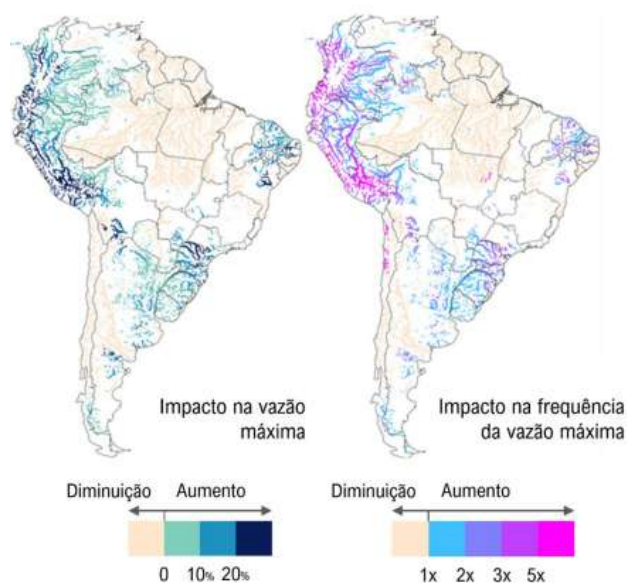 Impacto na vazão
máxima
Impacto na frequência
da vazão máxima
Diminuição Aumento
0 10% 20%
Diminuição Aumento
1x 2x 3x 5x